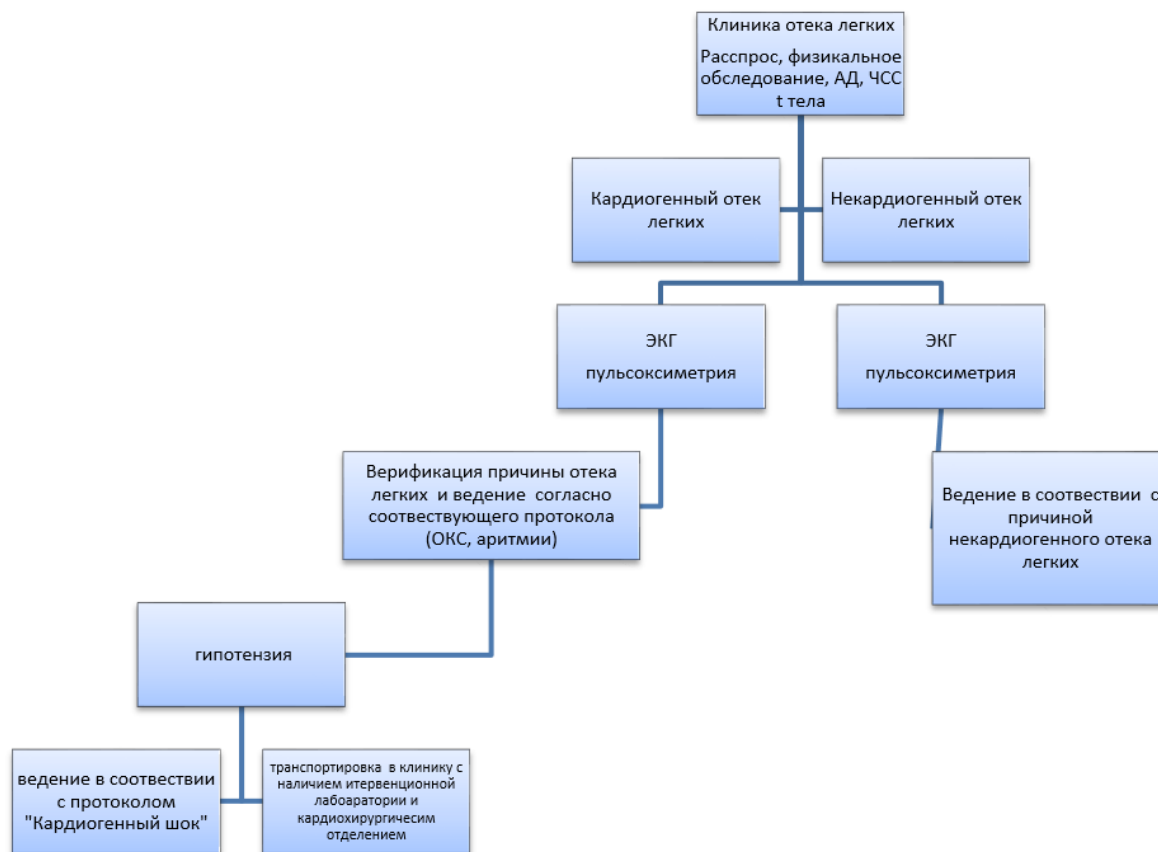 Клиника отека легких
Расспрос, физикальное
обследование, АД, ЧСС
t тела
Кардиогенный отек
легких
Некардиогенный отек
легких
ЭКГ
пульсоксиметрия
ЭКГ
пульсоксиметрия
Верификация причины отека
легких и ведение согласно
соотвествующего протокола
(ОКС, аритмии)
Ведение в соотвествии с
причиной
некардиогенного отека
легких
гипотензия
ведение в соотвествии
с протоколом
"Кардиогенный шок"
транспортировка в клинику с
наличием итервенционной
лабоаратории и
кардиохирургичесим
отделением